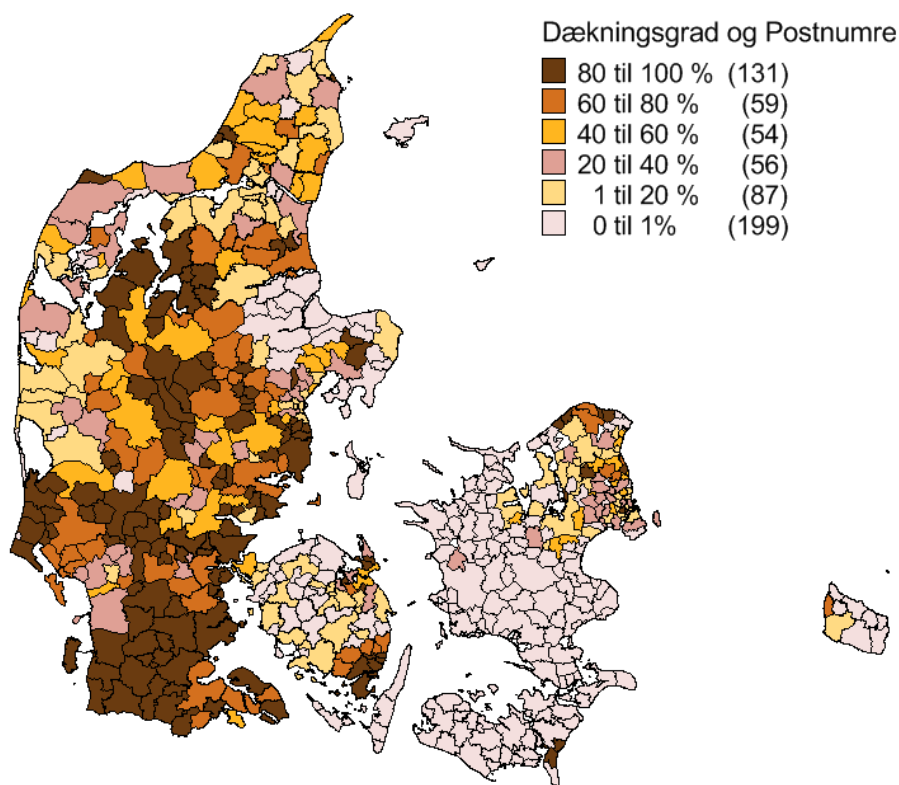 Dækningsgrad og Postnumre
80 til 100 % (131)
60 til 80 % (59)
40 til 60 % (54)
20 til 40 % (56)
1 til 20 % (87)
0 til 1% (199)